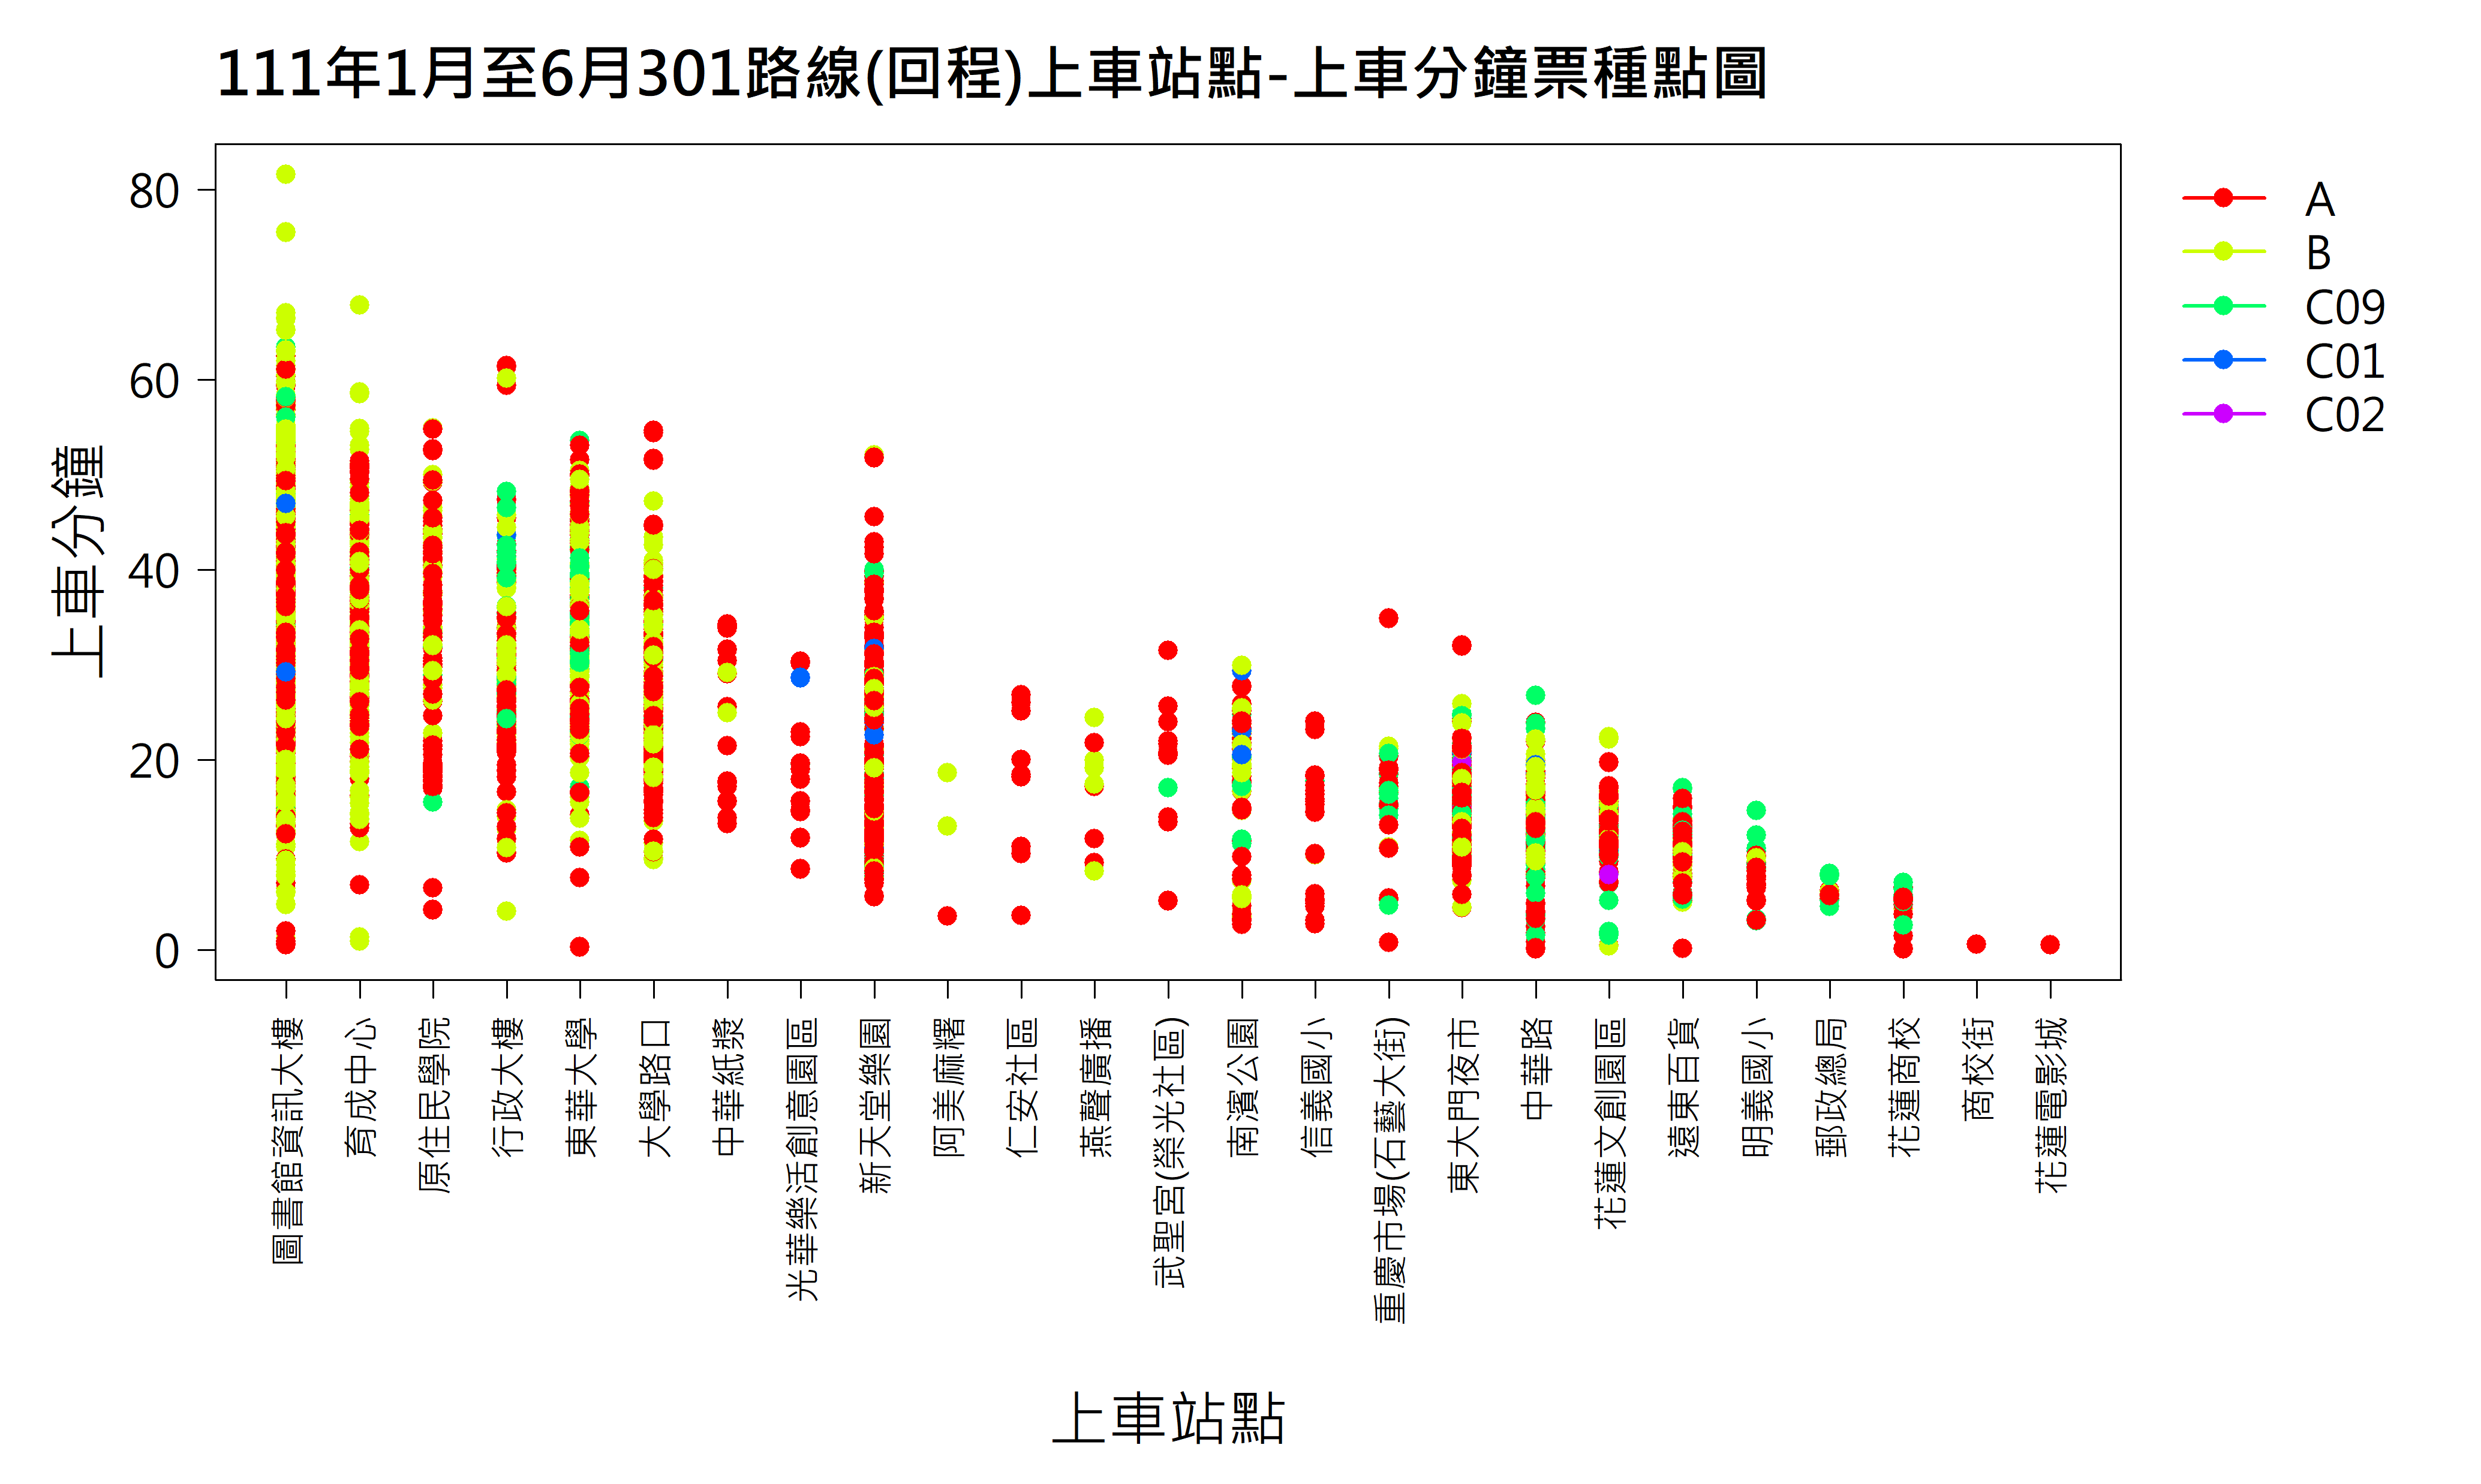 111年1月至6月301路線(回程)上車站點-上車分鐘票種點圖
上車分鐘
80
60
40
20
0
A
B
C09
C01
C02
圖書館資訊大樓
育成中心
原住民學院
行政大樓
東華大學
大學路口
中華紙漿
光華樂活創意園區
新天堂樂園
阿美麻糬
仁安社區
燕聲廣播
武聖宮(榮光社區)
南濱公園
信義國小
重慶市場(石藝大街)
東大門夜市
中華路
花蓮文創園區
遠東百貨
明義國小
郵政總局
花蓮商校
商校街
花蓮電影城
上車站點